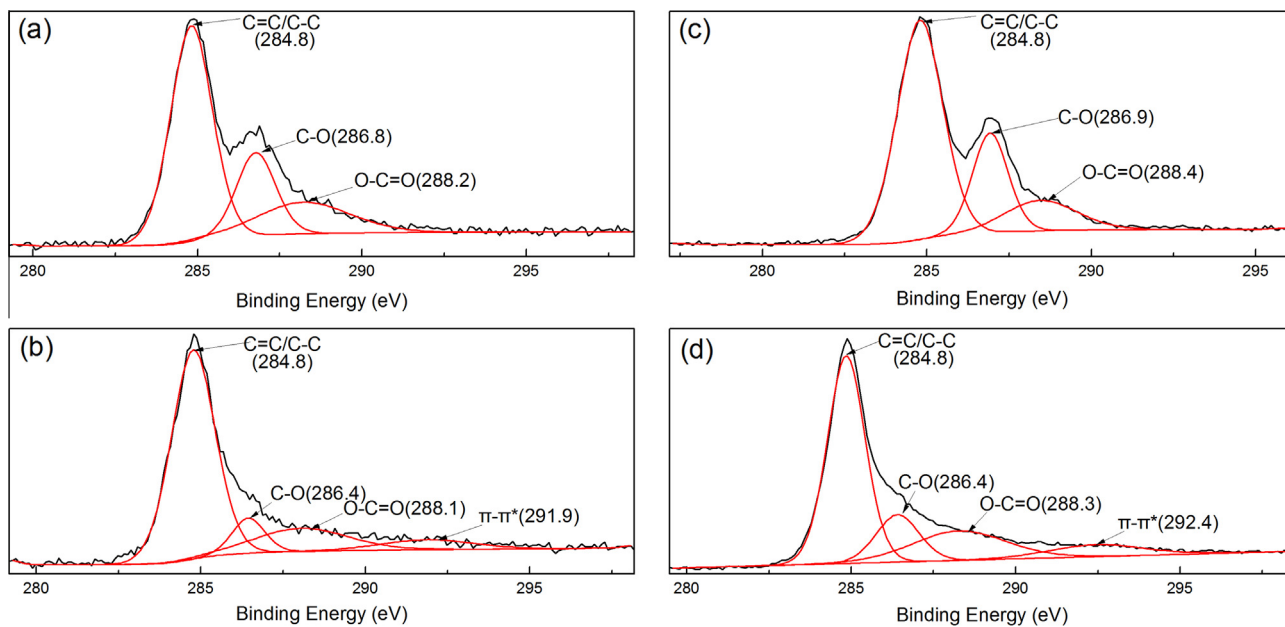 (a)
C=C/C-C
(284.8)
C-O(286.8)
O-C=O(288.2)
280 285 290 295
Binding Energy (eV)
(c)
C=C/C-C
(284.8)
C-O(286.9)
O-C=O(288.4)
280 285 290 295
Binding Energy (eV)
(b)
C=C/C-C
(284.8)
C-O(286.4)
O-C=O(288.1)
π-π*(291.9)
280 285 290 295
Binding Energy (eV)
(d)
C=C/C-C
(284.8)
C-O(286.4)
O-C=O(288.3)
π-π*(292.4)
280 285 290 295
Binding Energy (eV)